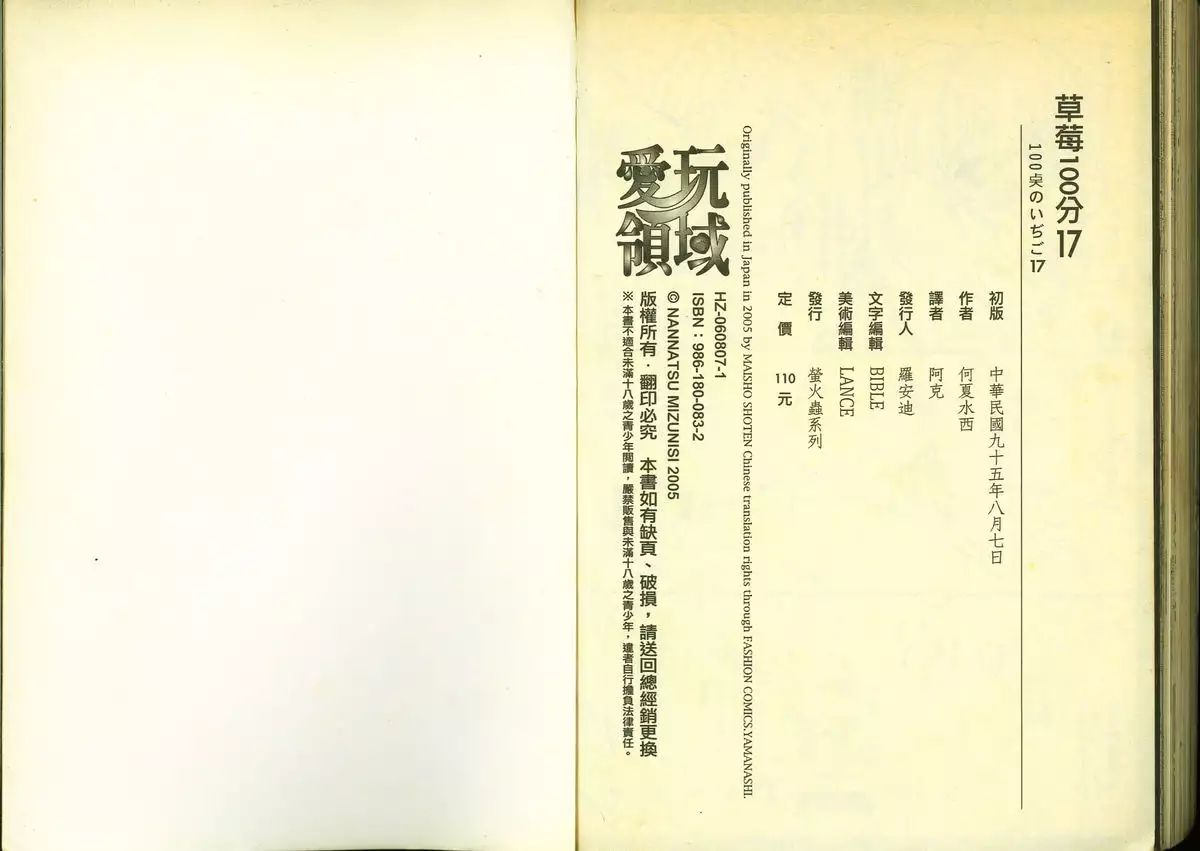 草莓100分17
100点のいちご17
初版 中華民國九十五年八月七日
作者 何夏水西
譯者 阿克
發行人 羅安迪
文字編輯 BIBLE
美術編輯 LANCE
發行 螢火蟲系列
定 價 110元
Originally published in Japan in 2005 by MAISHO SHOTEN Chinese translation rights through FASHION COMICS.YAMANASHI.
玩域
愛領
HZ-060807-1
ISBN：986-180-083-2
© NANNATSU MIZUNISI 2005
版權所有．翻印必究 本書如有缺頁、破損，請送回總經銷更換
※本書不適合未滿十八歲之青少年閱讀，嚴禁販售與未滿十八歲之青少年，違者自行擔負法律責任。